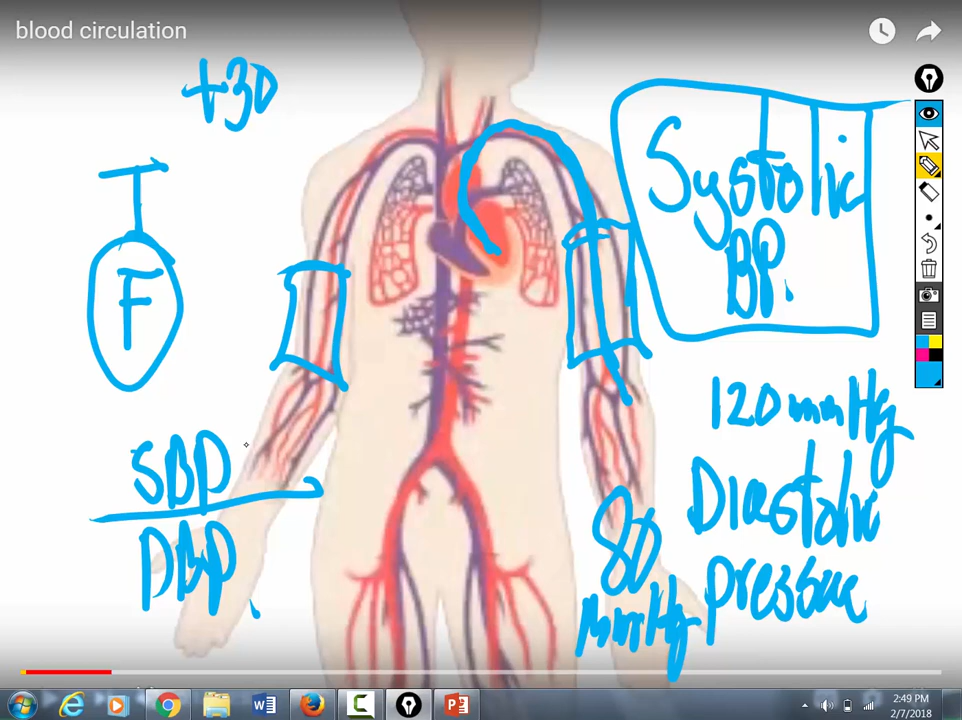 blood circulation
+30
Systolic
BP.
F
120 mmHg
SBP
DBP
Diastolic
80
pressure
mmHg
2:49 PM
2/7/2018